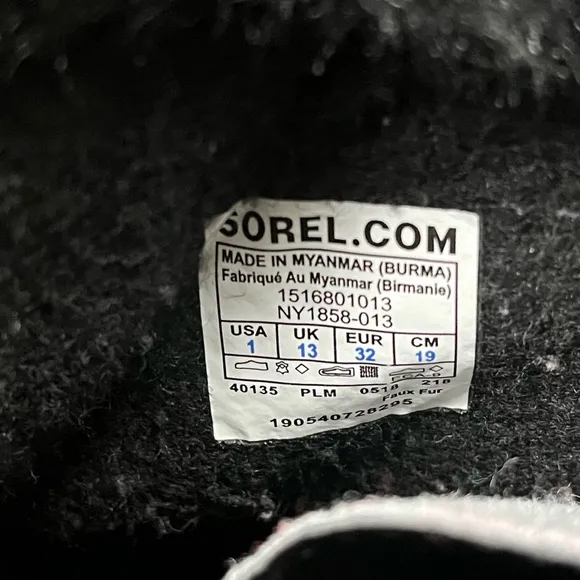 SOREL.COM
MADE IN MYANMAR (BURMA)
Fabriqué Au Myanmar (Birmanie)
1516801013
NY1858-013
USA UK EUR CM
1 13 32 19
40135 PLM 0518 218
Faux Fur
190540728295